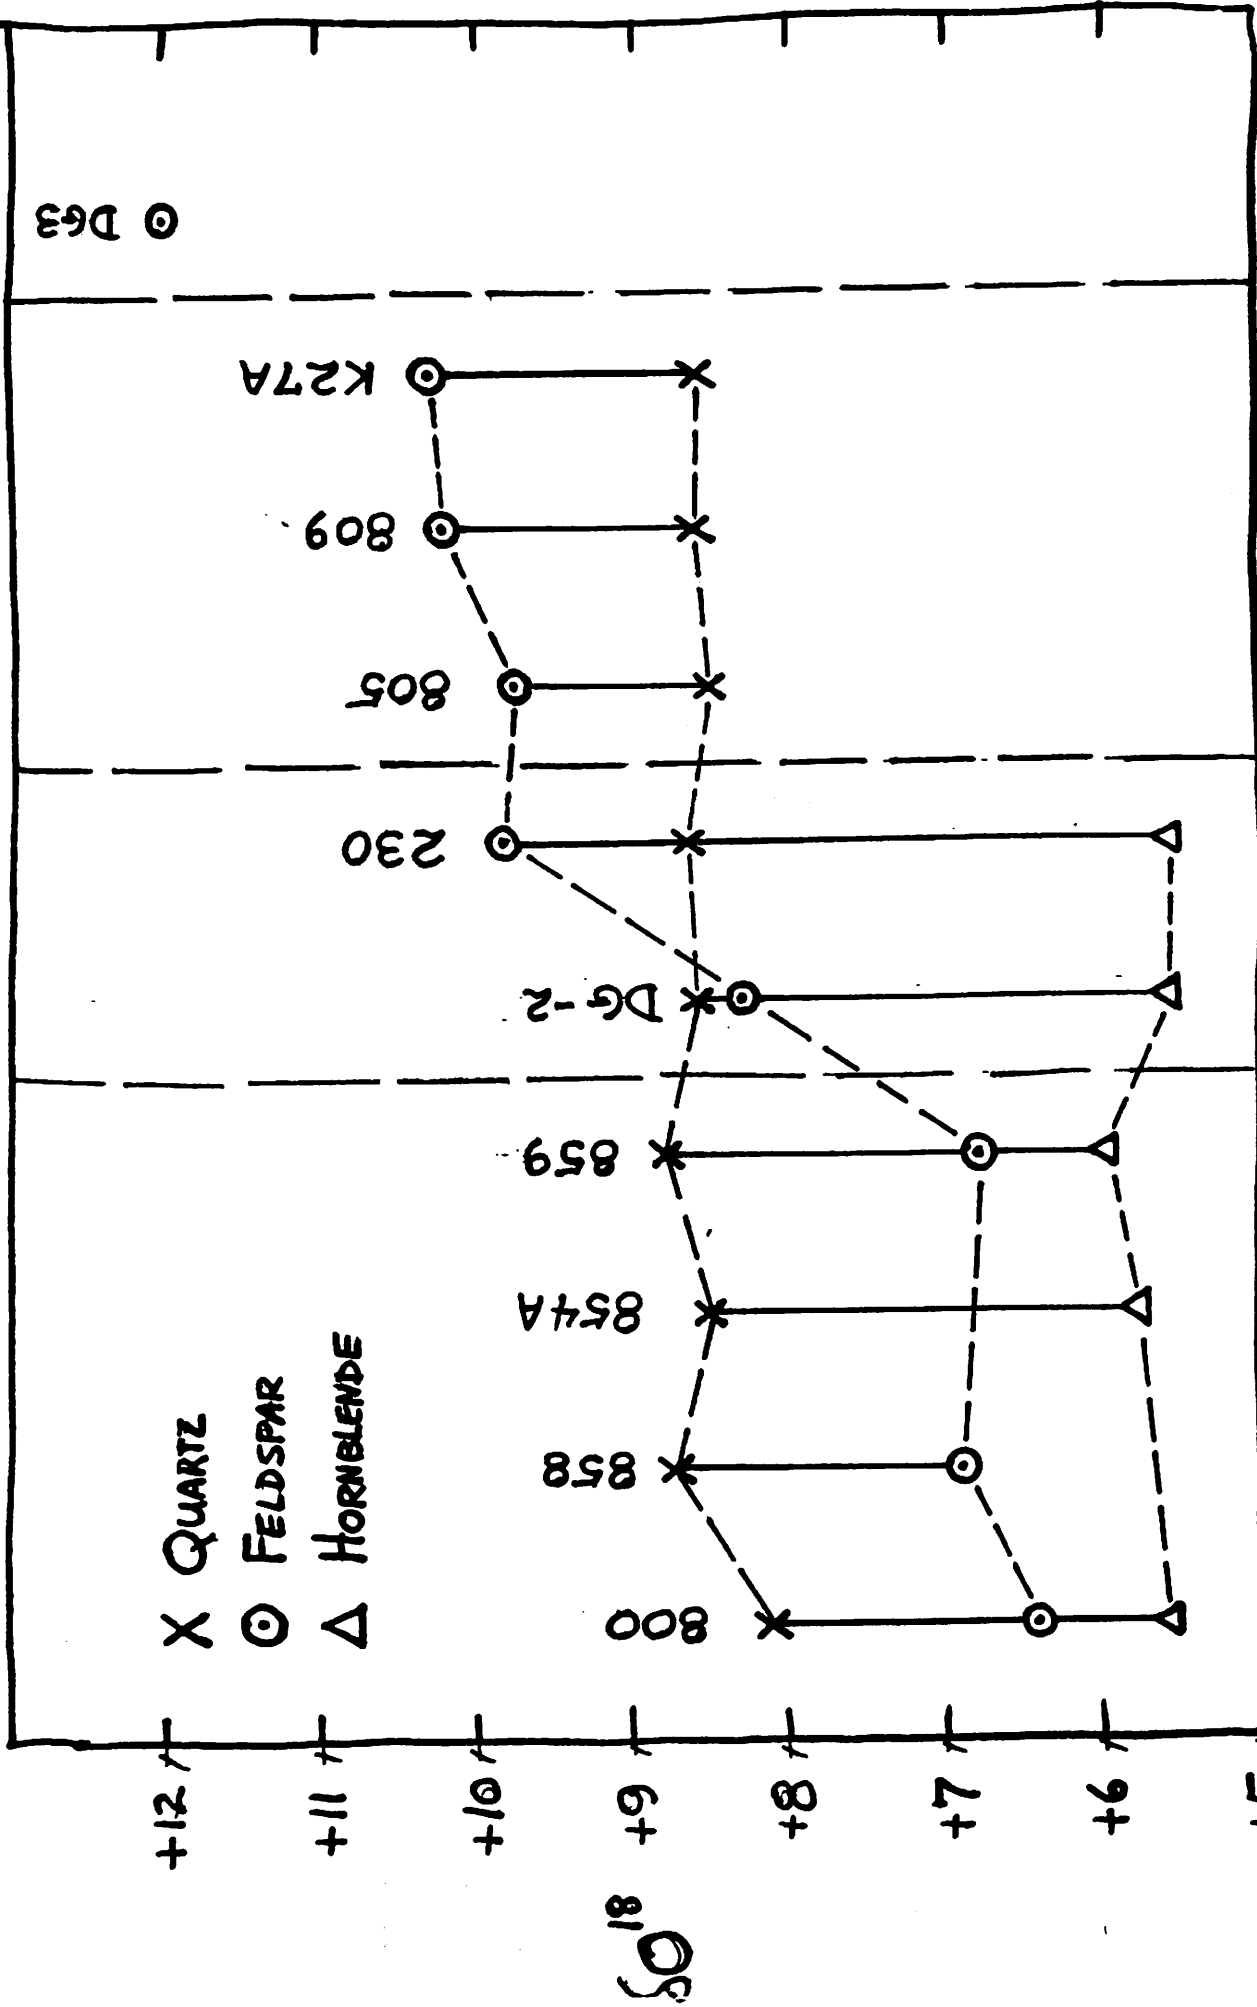 × QUARTZ
⊙ FELDSPAR
△ HORNBLENDE
+12
+11
+10
+9
+8
+7
+6
δO¹⁸
800
858
854A
859
DG-2
230
805
809
K27A
DG3